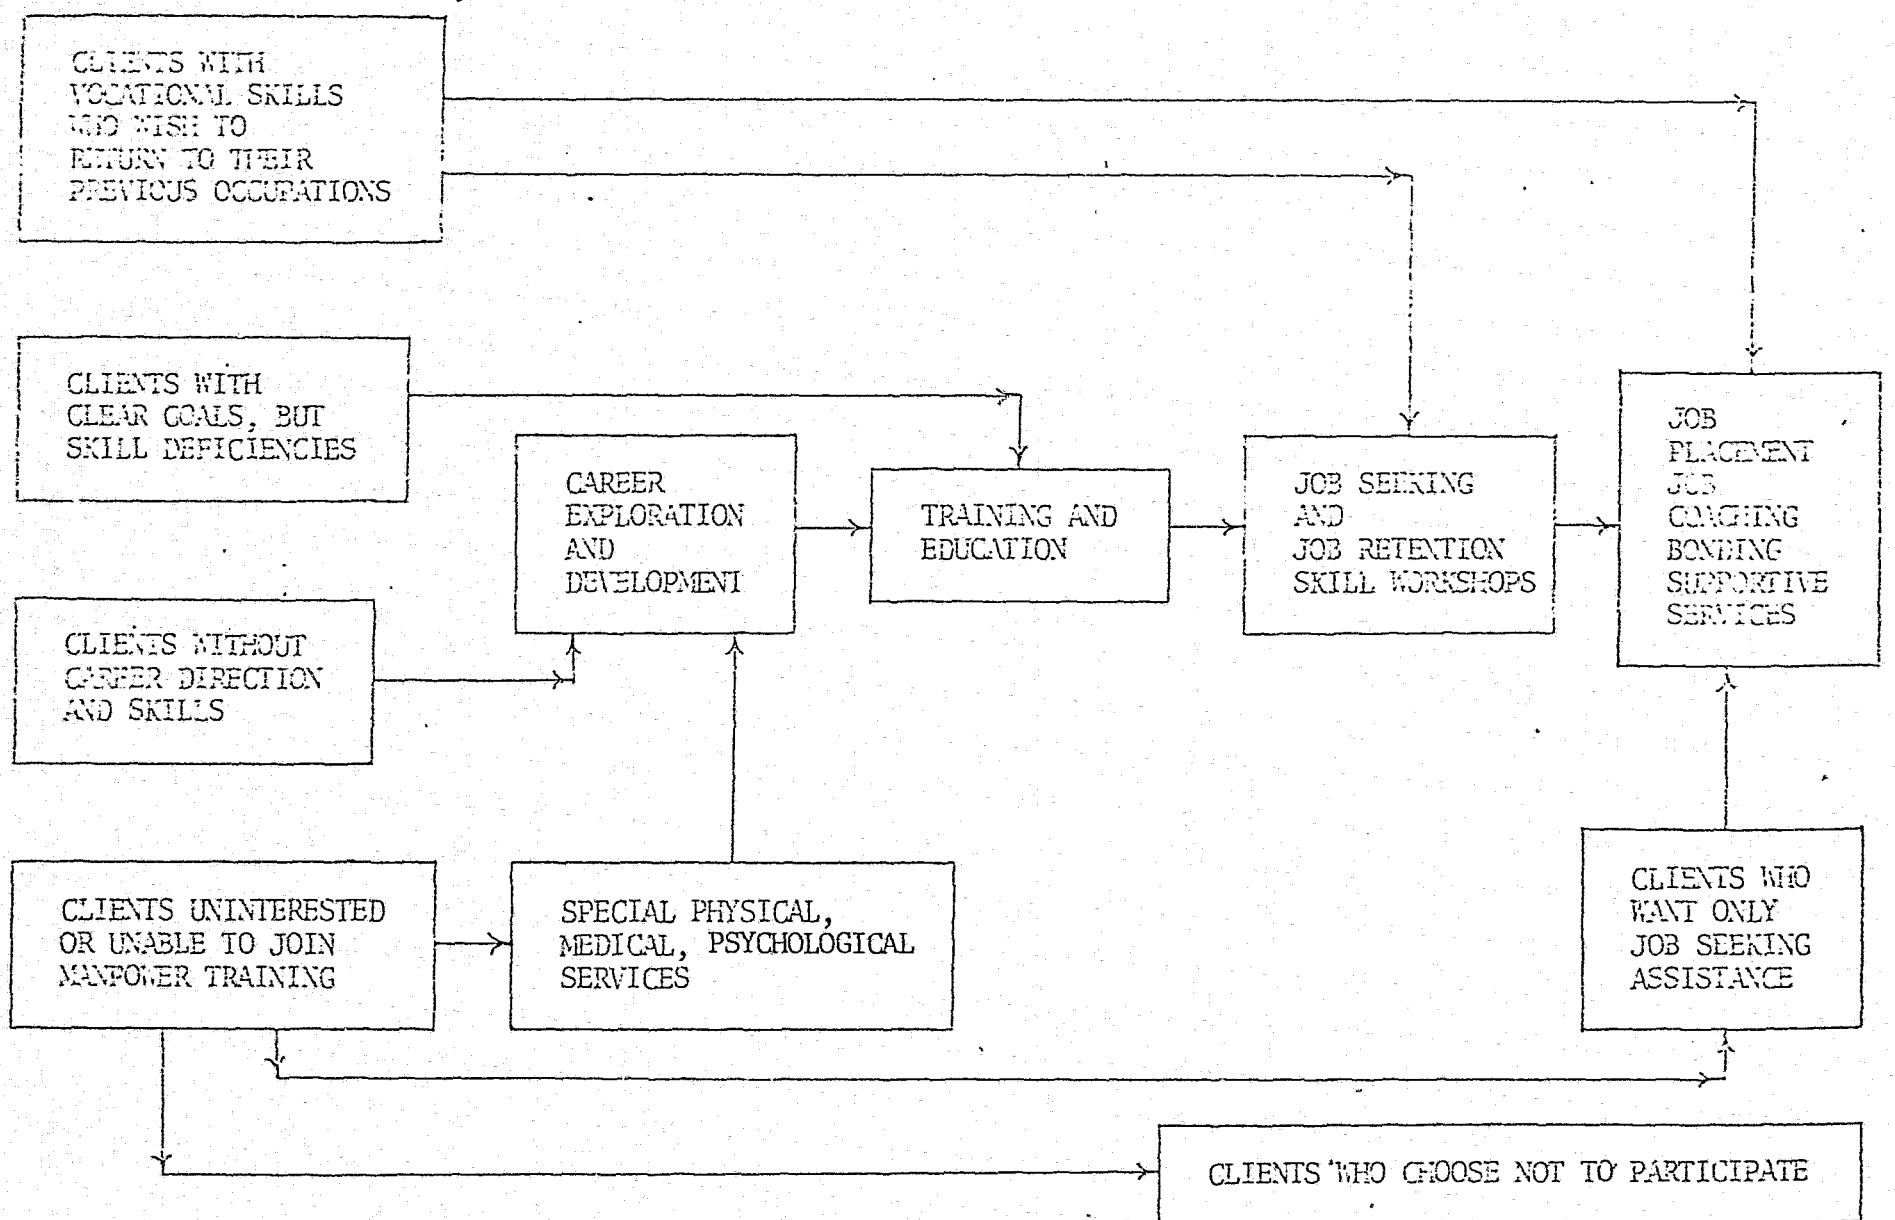 CLIENTS WITH
VOCATIONAL SKILLS
WHO WISH TO
RETURN TO THEIR
PREVIOUS OCCUPATIONS
CLIENTS WITH
CLEAR GOALS, BUT
SKILL DEFICIENCIES
CAREER
EXPLORATION
AND
DEVELOPMENT
TRAINING AND
EDUCATION
JOB SEEKING
AND
JOB RETENTION
SKILL WORKSHOPS
JOB
PLACEMENT
JOB
COACHING
BONDING
SUPPORTIVE
SERVICES
CLIENTS WITHOUT
CAREER DIRECTION
AND SKILLS
CLIENTS UNINTERESTED
OR UNABLE TO JOIN
MANPOWER TRAINING
SPECIAL PHYSICAL,
MEDICAL, PSYCHOLOGICAL
SERVICES
CLIENTS WHO
WANT ONLY
JOB SEEKING
ASSISTANCE
CLIENTS WHO CHOOSE NOT TO PARTICIPATE